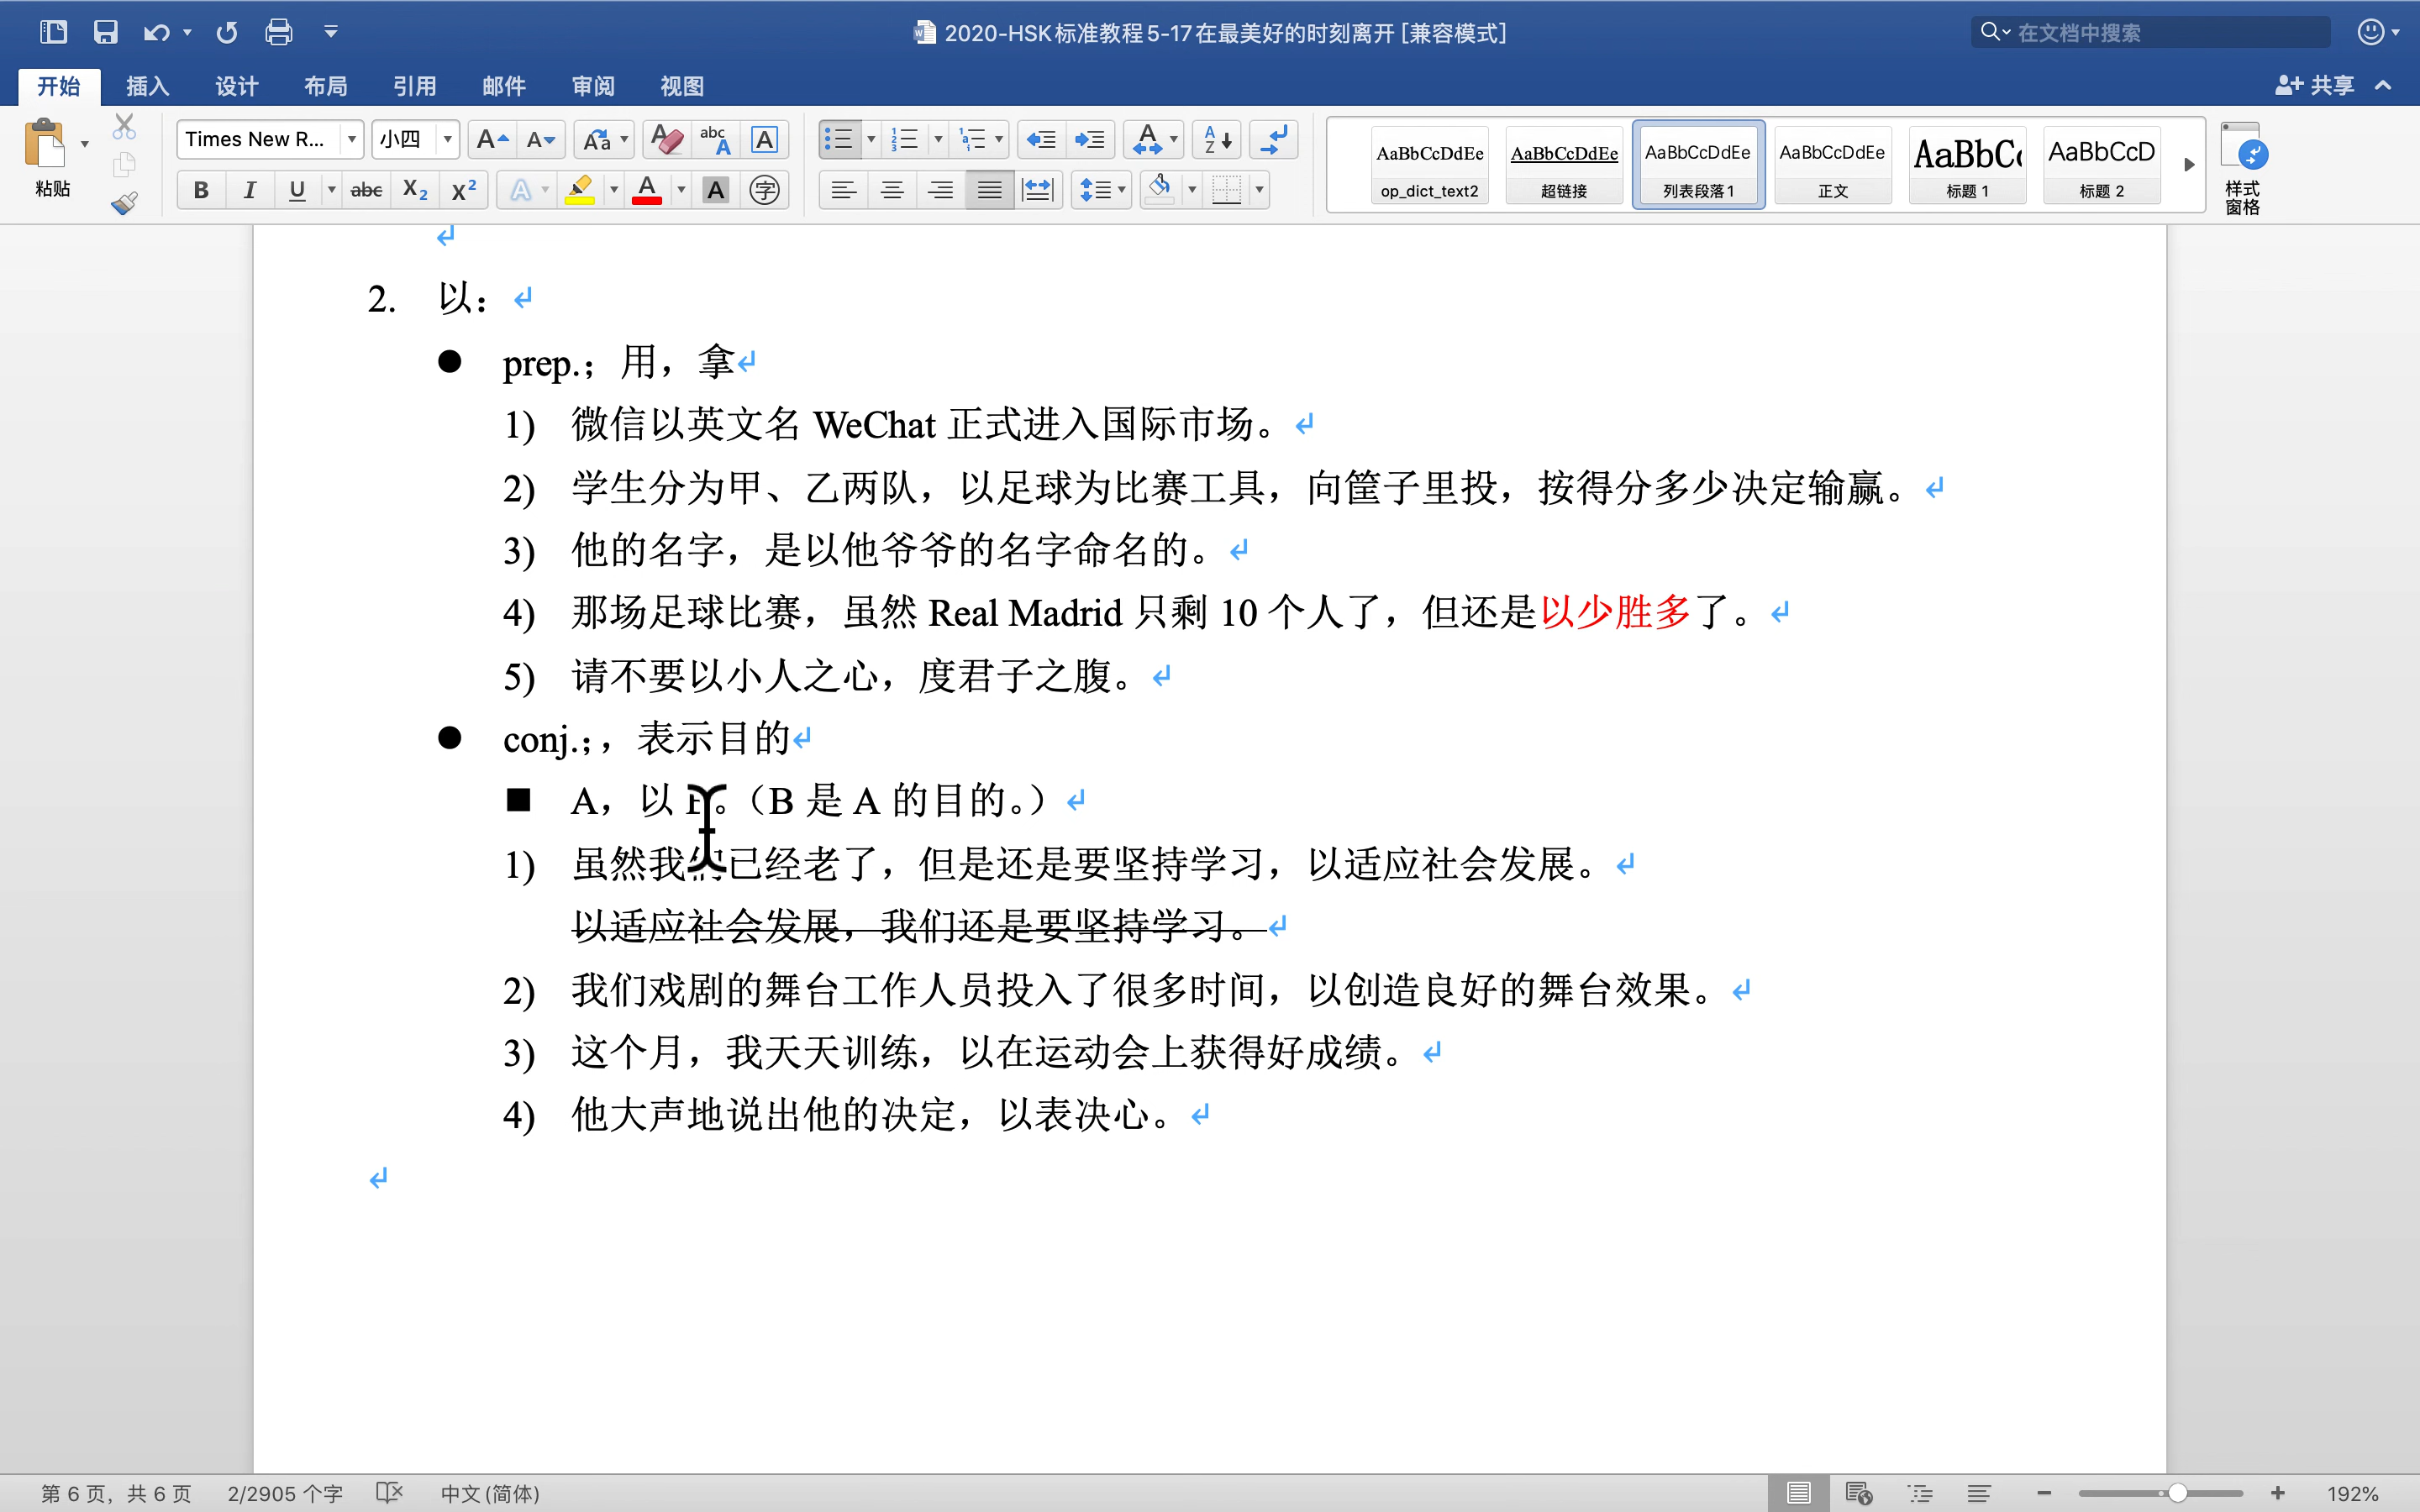 2020-HSK标准教程5-17在最美好的时刻离开 [兼容模式]
在文档中搜索
开始 插入 设计 布局 引用 邮件 审阅 视图
共享
粘贴
Times New R... 小四
AaBbCcDdEe AaBbCcDdEe AaBbCcDdEe AaBbCcDdEe AaBbCc AaBbCcD
op_dict_text2 超链接 列表段落1 正文 标题 1 标题 2
样式
窗格
2. 以：
● prep.；用，拿
1) 微信以英文名 WeChat 正式进入国际市场。
2) 学生分为甲、乙两队，以足球为比赛工具，向筐子里投，按得分多少决定输赢。
3) 他的名字，是以他爷爷的名字命名的。
4) 那场足球比赛，虽然 Real Madrid 只剩 10 个人了，但还是以少胜多了。
5) 请不要以小人之心，度君子之腹。
● conj.；，表示目的
■ A，以 B。（B 是 A 的目的。）
1) 虽然我们已经老了，但是还是要坚持学习，以适应社会发展。
以适应社会发展，我们还是要坚持学习。
2) 我们戏剧的舞台工作人员投入了很多时间，以创造良好的舞台效果。
3) 这个月，我天天训练，以在运动会上获得好成绩。
4) 他大声地说出他的决定，以表决心。
第 6 页，共 6 页 2/2905 个字 中文 (简体) 192%